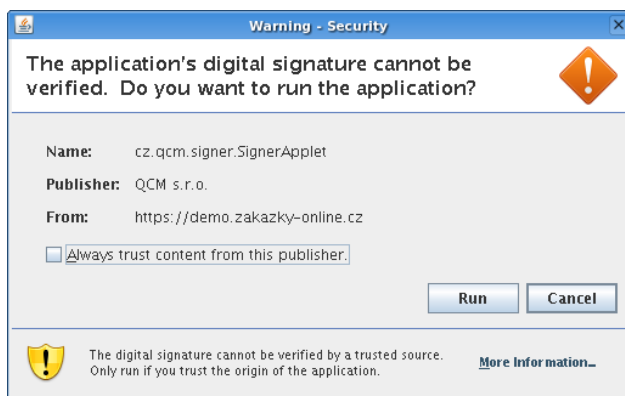 Warning - Security
The application's digital signature cannot be
verified. Do you want to run the application?
Name: cz.qcm.signer.SignerApplet
Publisher: QCM s.r.o.
From: https://demo.zakazky-online.cz
Always trust content from this publisher.
Run Cancel
The digital signature cannot be verified by a trusted source.
Only run if you trust the origin of the application.
More Information...